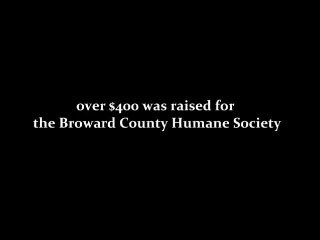 over $400 was raised for
the Broward County Humane Society